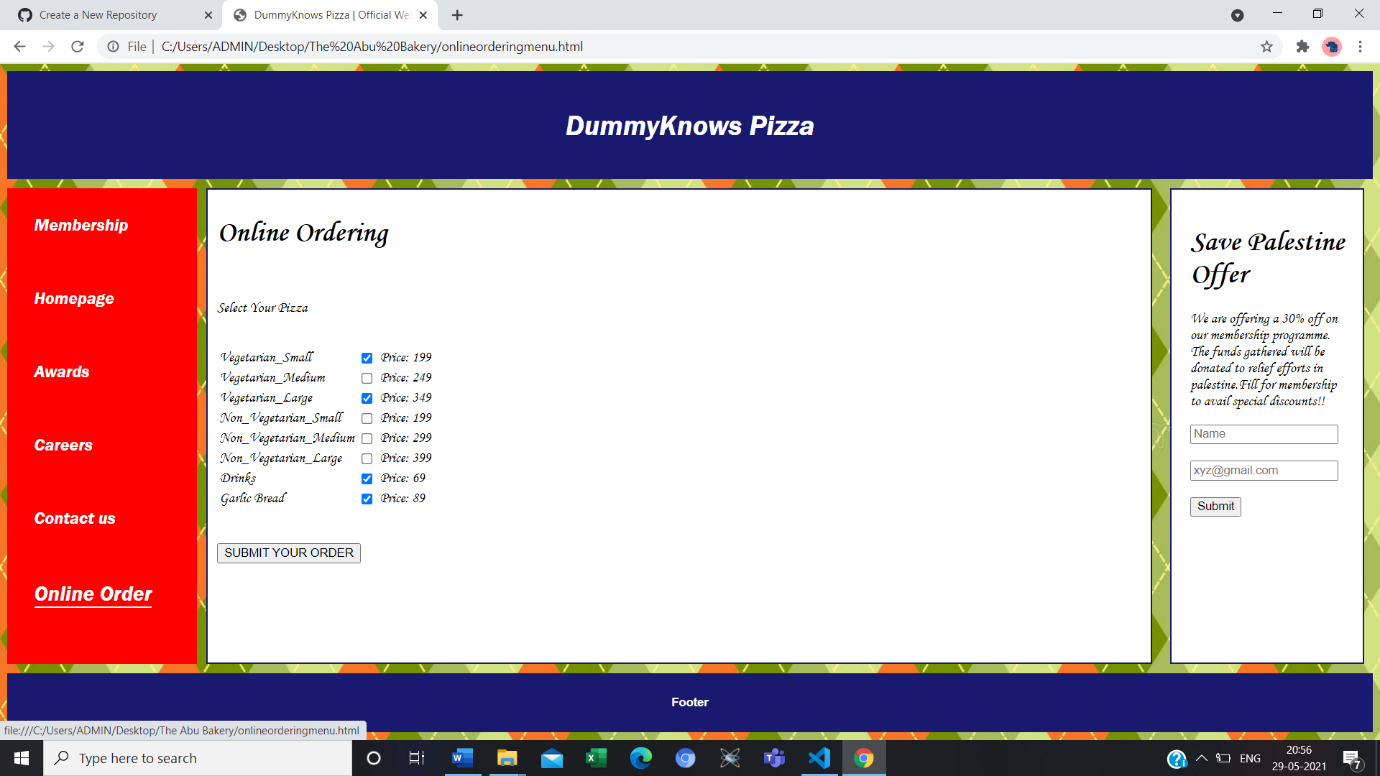 Create a New Repository
DummyKnows Pizza | Official We
File | C:/Users/ADMIN/Desktop/The%20Abu%20Bakery/onlineorderingmenu.html
DummyKnows Pizza
Membership
Homepage
Awards
Careers
Contact us
Online Order
Online Ordering
Select Your Pizza
Vegetarian_Small Price: 199
Vegetarian_Medium Price: 249
Vegetarian_Large Price: 349
Non_Vegetarian_Small Price: 199
Non_Vegetarian_Medium Price: 299
Non_Vegetarian_Large Price: 399
Drinks Price: 69
Garlic Bread Price: 89
SUBMIT YOUR ORDER
Save Palestine
Offer
We are offering a 30% off on
our membership programme.
The funds gathered will be
donated to relief efforts in
palestine.Fill for membership
to avail special discounts!!
Name
xyz@gmail.com
Submit
Footer
file:///C:/Users/ADMIN/Desktop/The Abu Bakery/onlineorderingmenu.html
Type here to search
ENG
20:56
29-05-2021
7